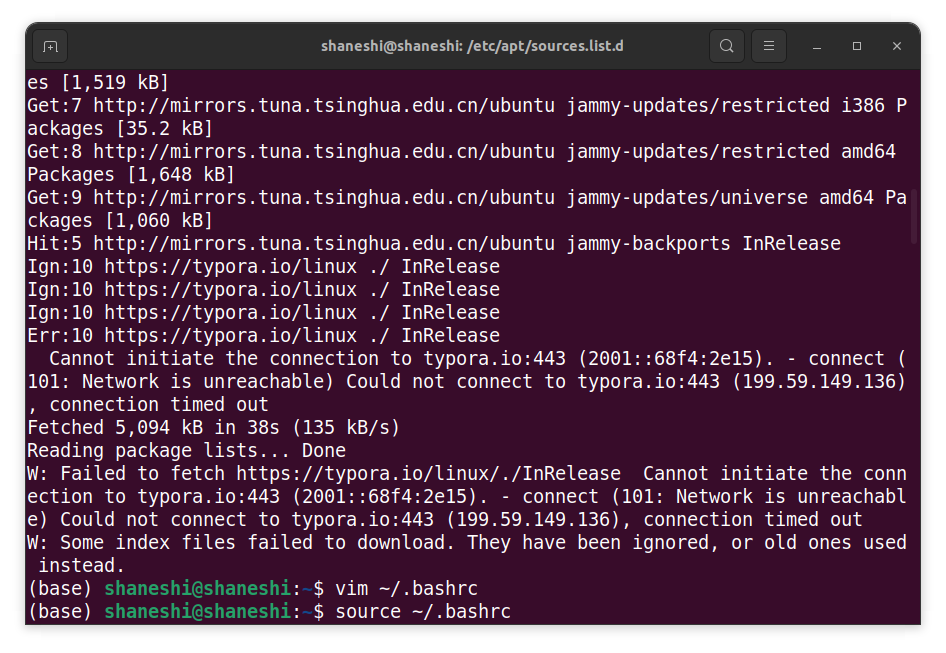 shaneshi@shaneshi: /etc/apt/sources.list.d
es [1,519 kB]
Get:7 http://mirrors.tuna.tsinghua.edu.cn/ubuntu jammy-updates/restricted i386 P
ackages [35.2 kB]
Get:8 http://mirrors.tuna.tsinghua.edu.cn/ubuntu jammy-updates/restricted amd64
Packages [1,648 kB]
Get:9 http://mirrors.tuna.tsinghua.edu.cn/ubuntu jammy-updates/universe amd64 Pa
ckages [1,060 kB]
Hit:5 http://mirrors.tuna.tsinghua.edu.cn/ubuntu jammy-backports InRelease
Ign:10 https://typora.io/linux ./ InRelease
Ign:10 https://typora.io/linux ./ InRelease
Ign:10 https://typora.io/linux ./ InRelease
Err:10 https://typora.io/linux ./ InRelease
  Cannot initiate the connection to typora.io:443 (2001::68f4:2e15). - connect (
101: Network is unreachable) Could not connect to typora.io:443 (199.59.149.136)
, connection timed out
Fetched 5,094 kB in 38s (135 kB/s)
Reading package lists... Done
W: Failed to fetch https://typora.io/linux/./InRelease  Cannot initiate the conn
ection to typora.io:443 (2001::68f4:2e15). - connect (101: Network is unreachabl
e) Could not connect to typora.io:443 (199.59.149.136), connection timed out
W: Some index files failed to download. They have been ignored, or old ones used
 instead.
(base) shaneshi@shaneshi:~$ vim ~/.bashrc
(base) shaneshi@shaneshi:~$ source ~/.bashrc